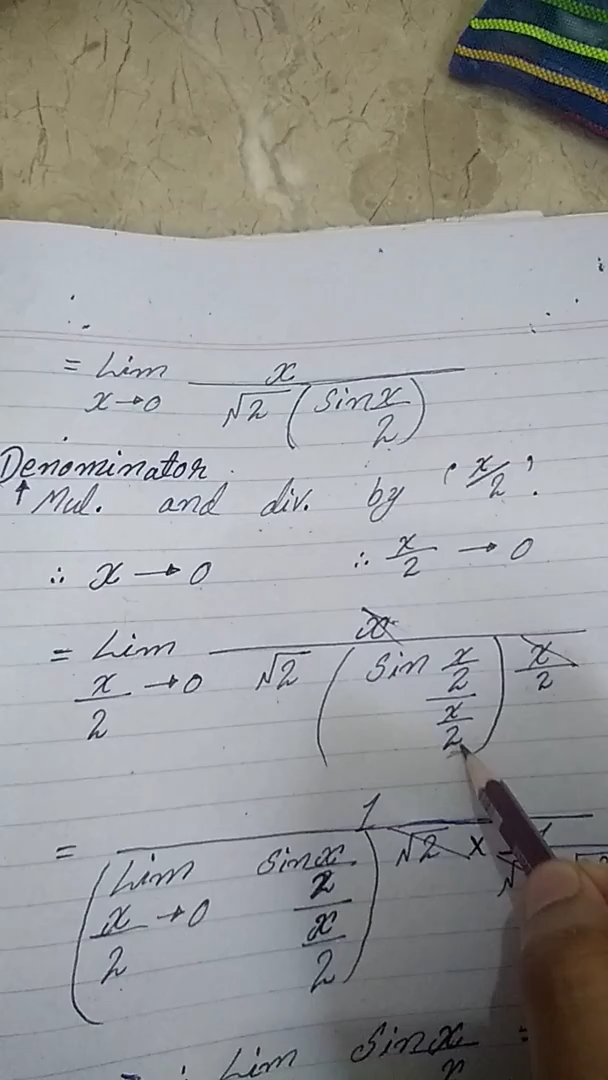 = Lim x
x→0 √2 (Sin x/2)
Denominator
↑ Mul. and div. by 'x/2'.
∴ x → 0 ∴ x/2 → 0
= Lim x
x/2 → 0 √2 (Sin x/2 / x/2) x/2
= 1
(Lim Sin x/2 / x/2) √2 ×
x/2 → 0
Lim Sin x =